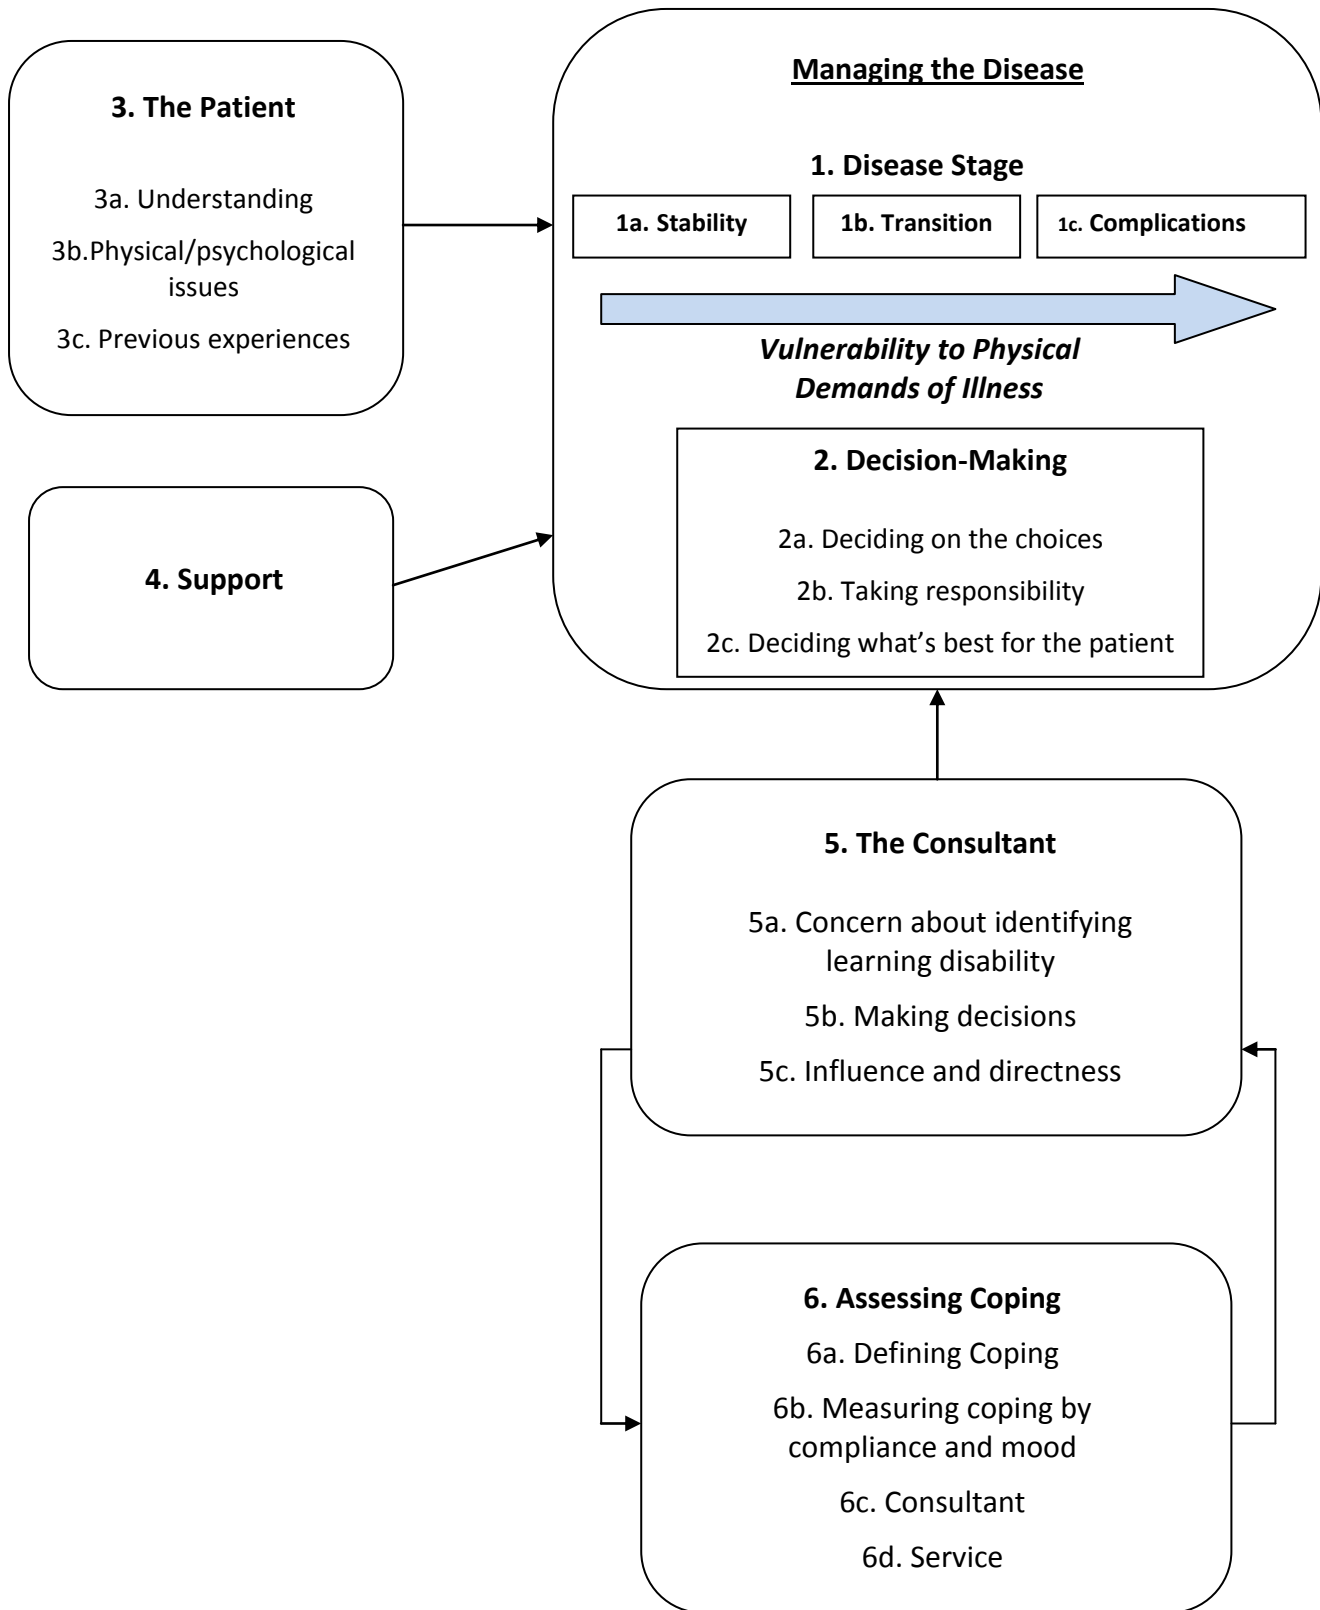 Managing the Disease
1. Disease Stage
1a. Stability
1b. Transition
1c. Complications
Vulnerability to Physical
Demands of Illness
2. Decision-Making
2a. Deciding on the choices
2b. Taking responsibility
2c. Deciding what’s best for the patient
3. The Patient
3a. Understanding
3b.Physical/psychological
issues
3c. Previous experiences
4. Support
5. The Consultant
5a. Concern about identifying
learning disability
5b. Making decisions
5c. Influence and directness
6. Assessing Coping
6a. Defining Coping
6b. Measuring coping by
compliance and mood
6c. Consultant
6d. Service